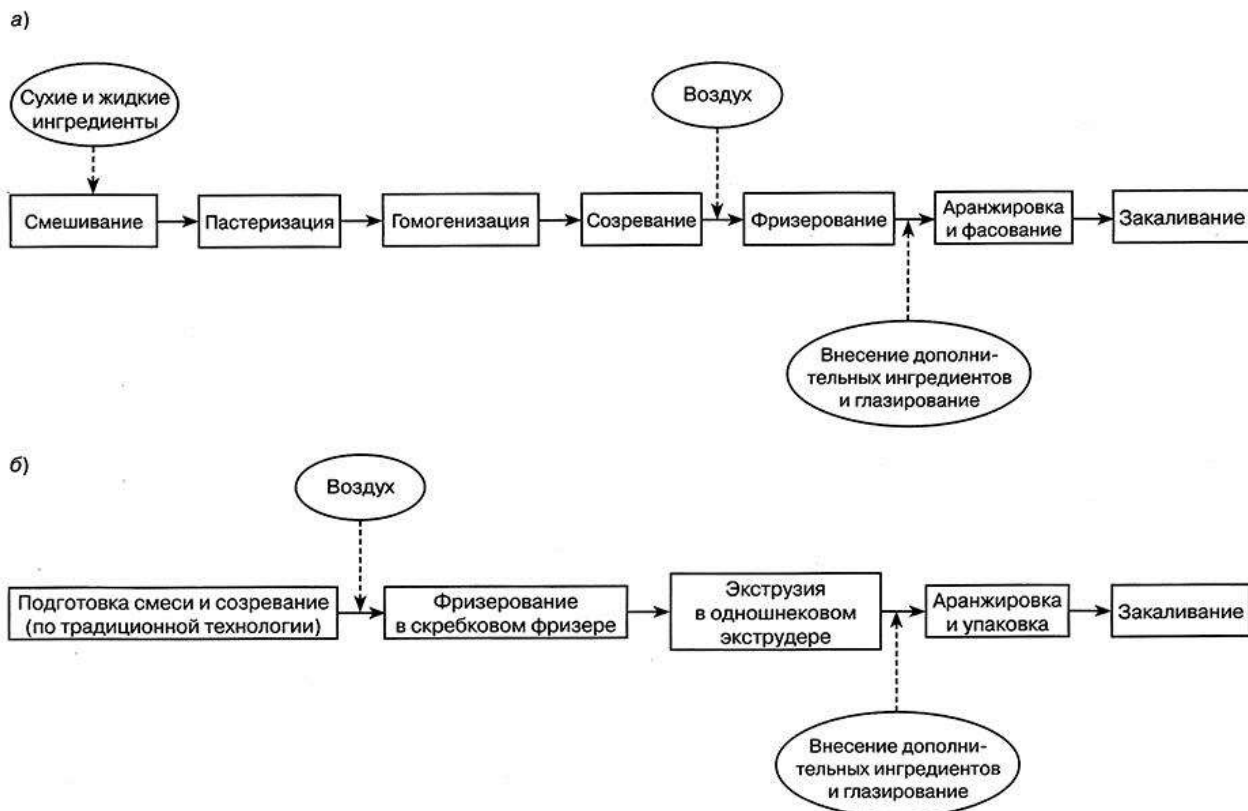 а)
Сухие и жидкие
ингредиенты
Воздух
Смешивание
Пастеризация
Гомогенизация
Созревание
Фризерование
Аранжировка
и фасование
Закаливание
Внесение дополни-
тельных ингредиентов
и глазирование
б)
Воздух
Подготовка смеси и созревание
(по традиционной технологии)
Фризерование
в скребковом фризере
Экструзия
в одношнековом
экструдере
Аранжировка
и упаковка
Закаливание
Внесение дополни-
тельных ингредиентов
и глазирование